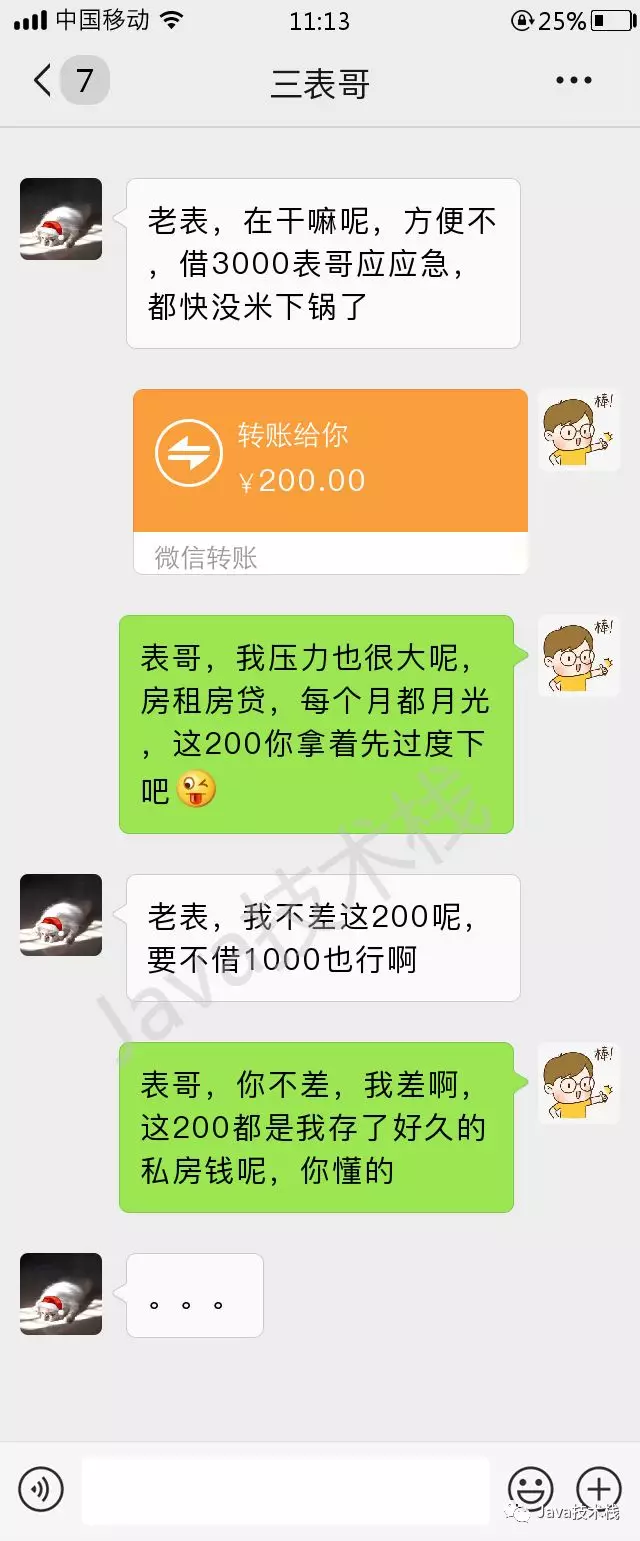 中国移动 11:13 25%
7 三表哥
老表，在干嘛呢，方便不
，借3000表哥应应急，
都快没米下锅了
棒!
转账给你
¥200.00
微信转账
棒!
表哥，我压力也很大呢，
房租房贷，每个月都月光
，这200你拿着先过度下
吧
老表，我不差这200呢，
要不借1000也行啊
Java技术栈
棒!
表哥，你不差，我差啊，
这200都是我存了好久的
私房钱呢，你懂的
。。。
Java技术栈